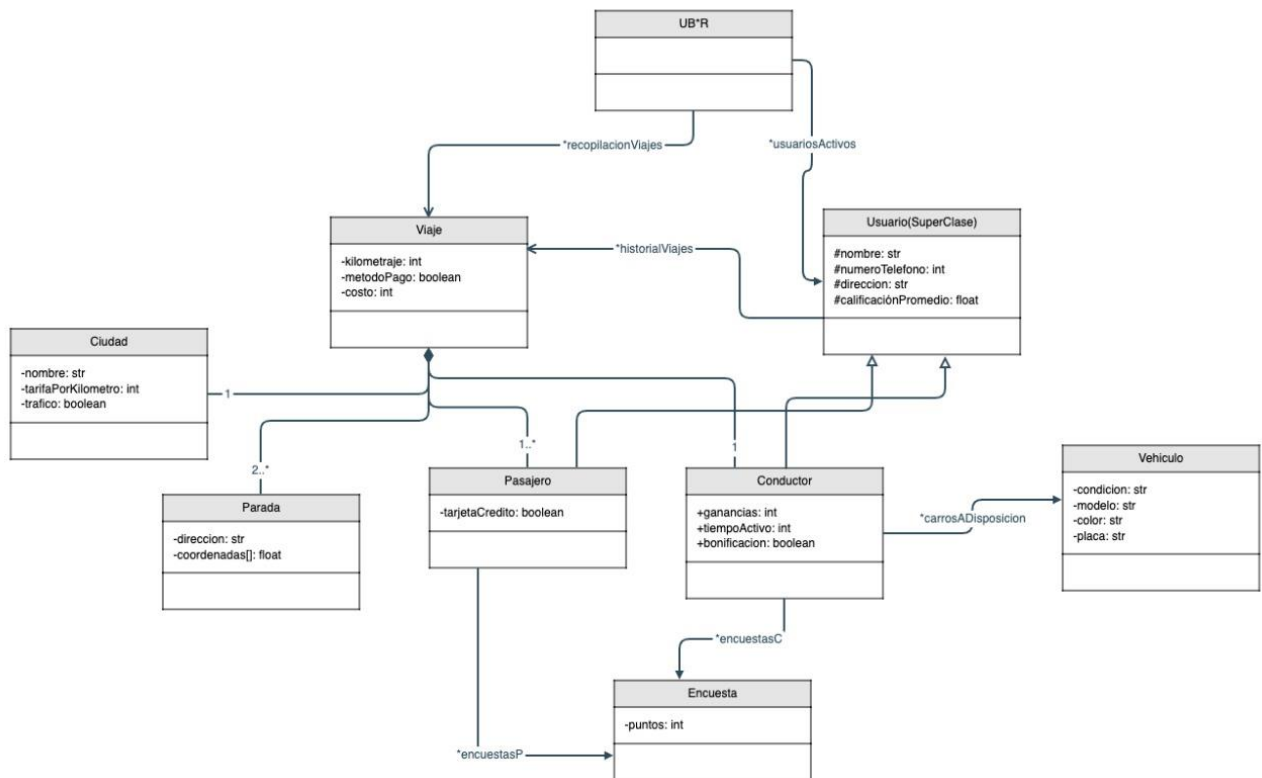 UB*R
*recopilacionViajes
*usuariosActivos
Viaje
-kilometraje: int
-metodoPago: boolean
-costo: int
*historialViajes
Usuario(SuperClase)
#nombre: str
#numeroTelefono: int
#direccion: str
#calificaciónPromedio: float
Ciudad
-nombre: str
-tarifaPorKilometro: int
-trafico: boolean
1
2..*
1..*
1
Parada
-direccion: str
-coordenadas[]: float
Pasajero
-tarjetaCredito: boolean
Conductor
+ganancias: int
+tiempoActivo: int
+bonificacion: boolean
*carrosADisposicion
Vehiculo
-condicion: str
-modelo: str
-color: str
-placa: str
*encuestasC
Encuesta
-puntos: int
*encuestasP